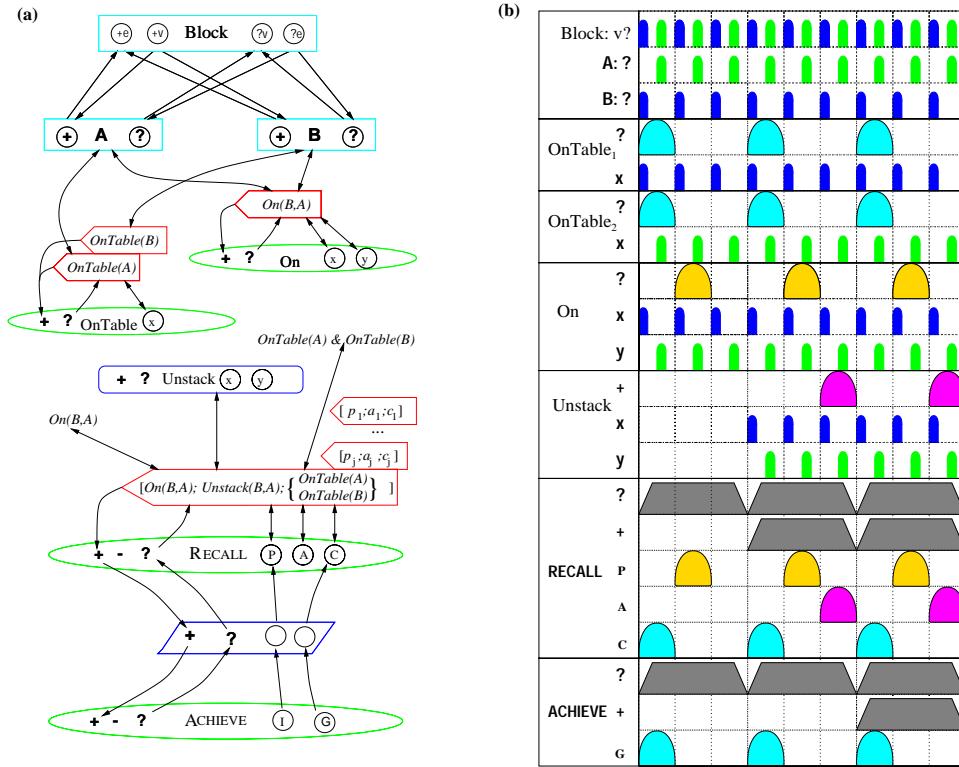 (a)
+e +v Block ?v ?e
+ A ?
+ B ?
On(B,A)
OnTable(B)
OnTable(A)
+ ? On x y
+ ? OnTable x
OnTable(A) & OnTable(B)
+ ? Unstack x y
On(B,A)
[ p1;a1;c1]
...
[pj;aj;cj]
[On(B,A); Unstack(B,A); { OnTable(A)
OnTable(B) } ]
+ - ? RECALL P A C
+ ?
+ - ? ACHIEVE I G
(b)
Block: v?
A: ?
B: ?
OnTable1 ?
x
OnTable2 ?
x
On ?
x
y
Unstack +
x
y
RECALL ?
+
P
A
C
ACHIEVE ?
+
G